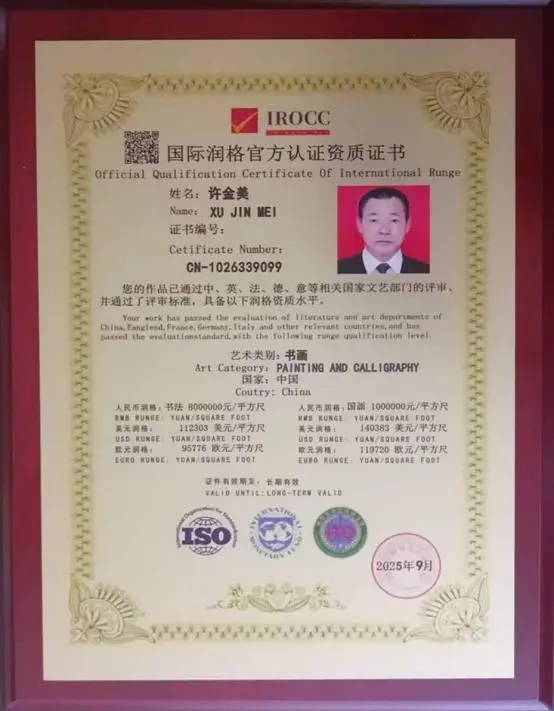 IROCC
国际润格官方认证资质证书
Official Qualification Certificate Of International Runge
姓名：许金美
Name: XU JIN MEI
证书编号：
Cetificate Number:
CN-1026339099
您的作品已通过中、英、法、德、意等相关国家文艺部门的评审、
并通过了评审标准，具备以下润格资质水平。
Your work has passed the evaluation of literature and art departments of
China, Eanglend, France, Germany, Italy and other relevant countries, and has
passed the evaluationstandard, with the following runge qualification level.
艺术类别：书画
Art Category: PAINTING AND CALLIGRAPHY
国家：中国
Coutry: China
人民币润格：书法 8000000元/平方尺
RMB RUNGE: YUAN/SQUARE FOOT
美元润格： 112303 美元/平方尺
USD RUNGE: YUAN/SQUARE FOOT
欧元润格： 95776 欧元/平方尺
EURO RUNGE: YUAN/SQUARE FOOT
人民币润格：国画 1000000元/平方尺
RMB RUNGE: YUAN/SQUARE FOOT
美元润格： 140383 美元/平方尺
USD RUNGE: YUAN/SQUARE FOOT
欧元润格： 119720 欧元/平方尺
EURO RUNGE: YUAN/SQUARE FOOT
证件有效期至：长期有效
VALID UNTIL: LONG-TERM VALID
International Organization for Standardization
ISO
INTERNATIONAL MONETARY FUND
2025年9月